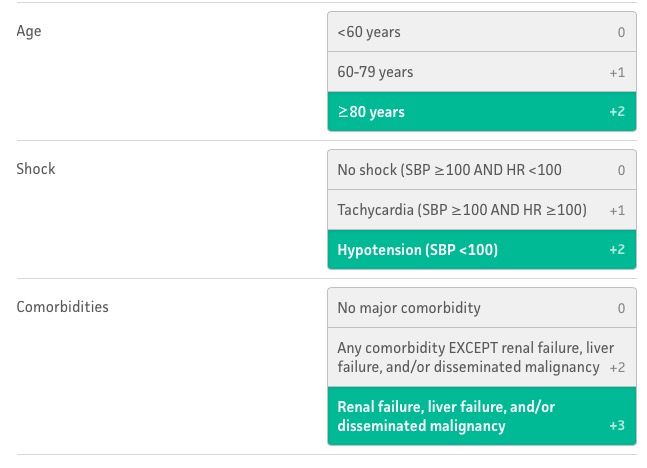 Age
<60 years 0
60-79 years +1
≥80 years +2
Shock
No shock (SBP ≥100 AND HR <100 0
Tachycardia (SBP ≥100 AND HR ≥100) +1
Hypotension (SBP <100) +2
Comorbidities
No major comorbidity 0
Any comorbidity EXCEPT renal failure, liver
failure, and/or disseminated malignancy +2
Renal failure, liver failure, and/or
disseminated malignancy +3